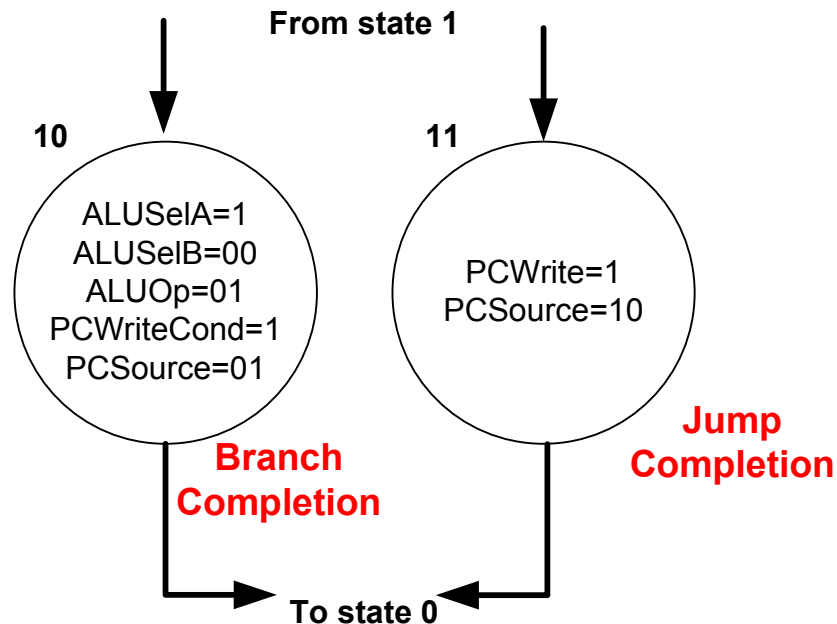 From state 1
10
ALUSelA=1
ALUSelB=00
ALUOp=01
PCWriteCond=1
PCSource=01
Branch
Completion
11
PCWrite=1
PCSource=10
Jump
Completion
To state 0